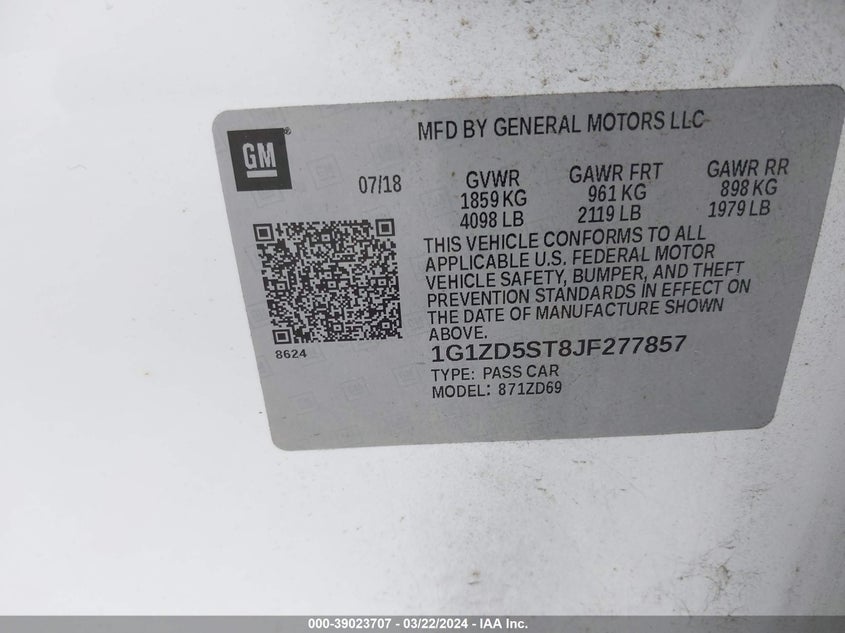 GM®
MFD BY GENERAL MOTORS LLC
07/18
GVWR
1859 KG
4098 LB
GAWR FRT
961 KG
2119 LB
GAWR RR
898 KG
1979 LB
THIS VEHICLE CONFORMS TO ALL
APPLICABLE U.S. FEDERAL MOTOR
VEHICLE SAFETY, BUMPER, AND THEFT
PREVENTION STANDARDS IN EFFECT ON
THE DATE OF MANUFACTURE SHOWN
ABOVE.
8624
1G1ZD5ST8JF277857
TYPE: PASS CAR
MODEL: 871ZD69
000-39023707 - 03/22/2024 - IAA Inc.